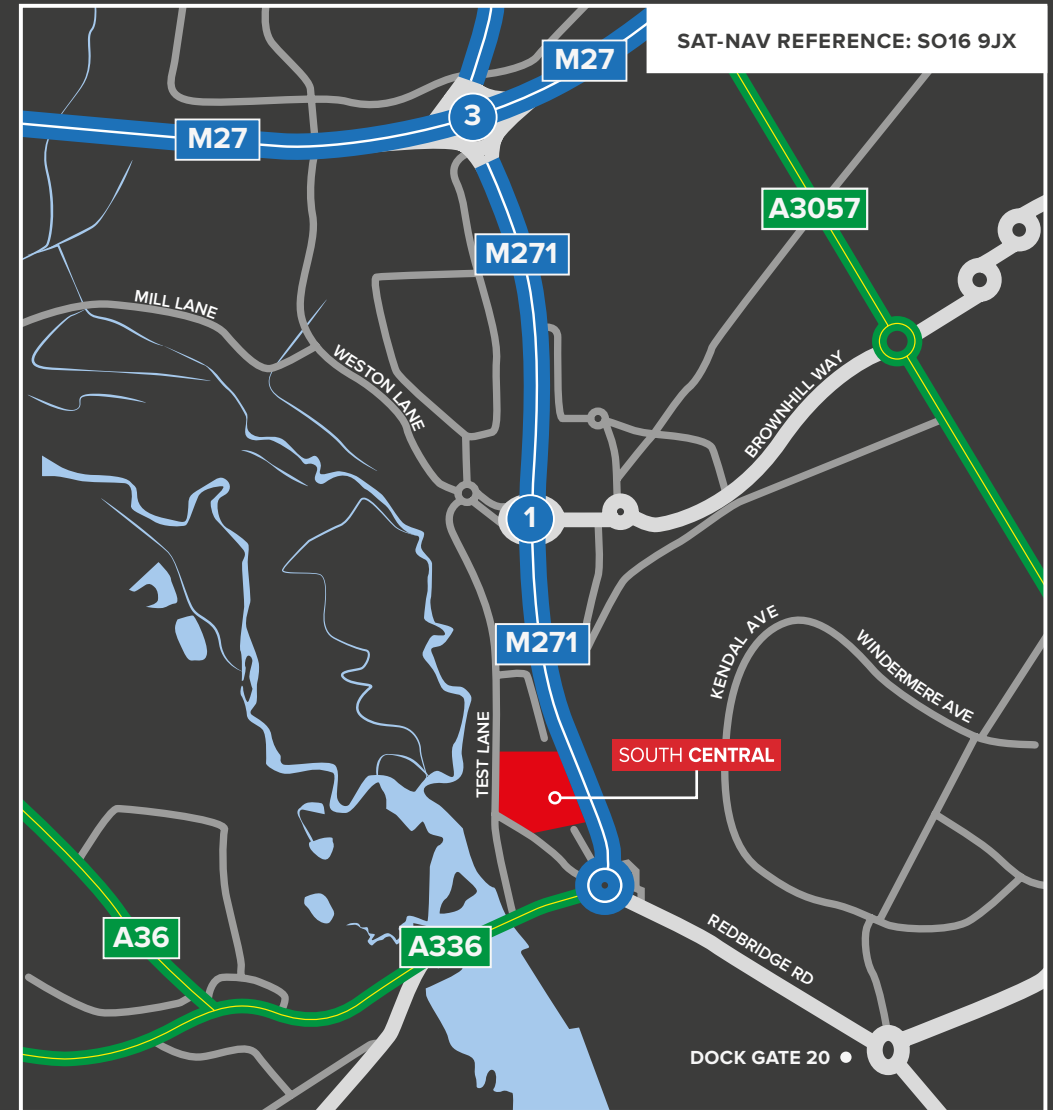 SAT-NAV REFERENCE: SO16 9JX
M27
3
M27
A3057
M271
MILL LANE
WESTON LANE
BROWNHILL WAY
1
KENDAL AVE
WINDERMERE AVE
M271
TEST LANE
SOUTH CENTRAL
A36
A336
REDBRIDGE RD
DOCK GATE 20